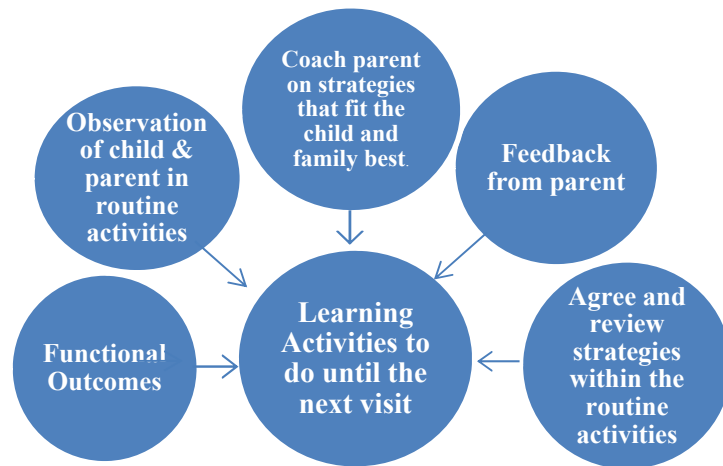 Coach parent
on strategies
that fit the
child and
family best.
Observation
of child &
parent in
routine
activities
Feedback
from parent
Functional
Outcomes
Learning
Activities to
do until the
next visit
Agree and
review
strategies
within the
routine
activities